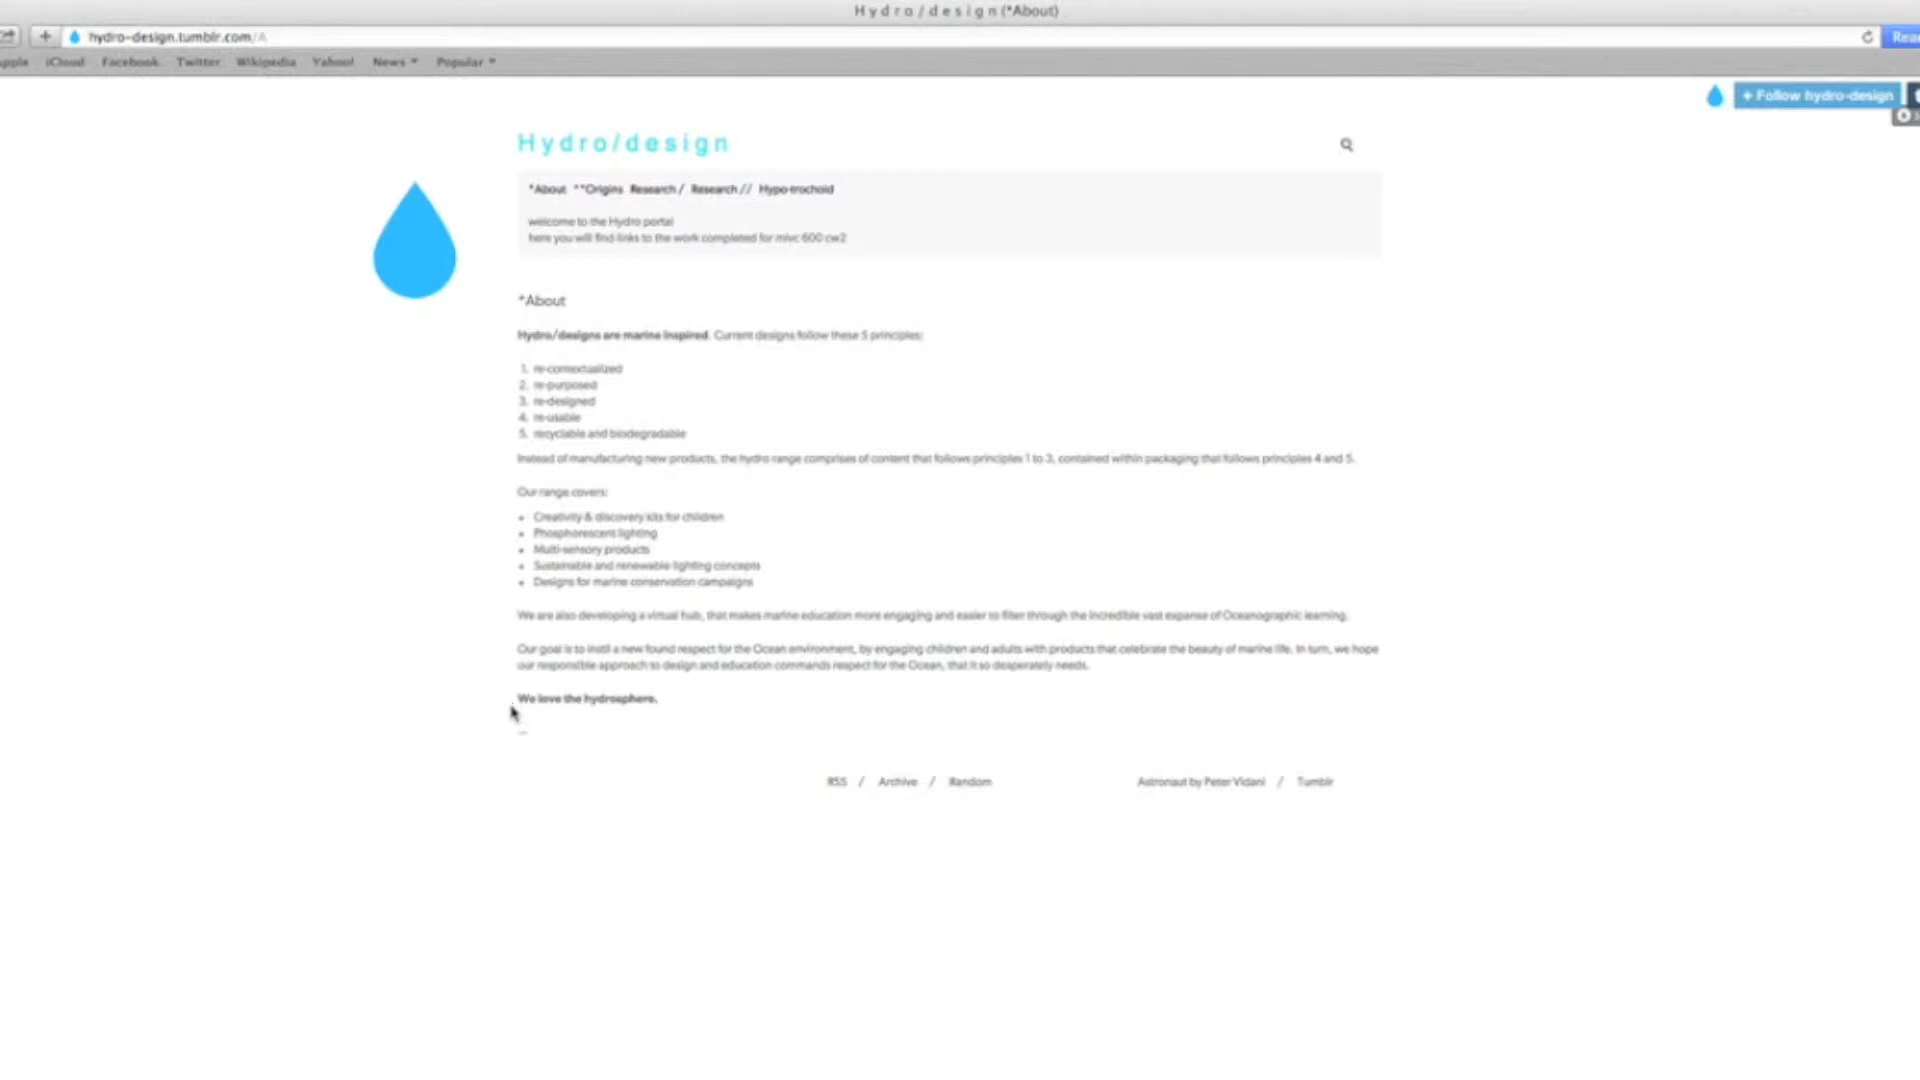 H y d r o / d e s i g n (*About)
hydro-design.tumblr.com/A
Apple iCloud Facebook Twitter Wikipedia Yahoo! News Popular
+ Follow hydro-design
Hydro/design
*About **Origins Research / Research // Hypo-trochoid
welcome to the Hydro portal
here you will find links to the work completed for mivc 600 cw2
*About
Hydro/designs are marine inspired. Current designs follow these 5 principles:
1. re-contextualized
2. re-purposed
3. re-designed
4. re-usable
5. recyclable and biodegradable
Instead of manufacturing new products, the hydro range comprises of content that follows principles 1 to 3, contained within packaging that follows principles 4 and 5.
Our range covers:
• Creativity & discovery kits for children
• Phosphorescent lighting
• Multi-sensory products
• Sustainable and renewable lighting concepts
• Designs for marine conservation campaigns
We are also developing a virtual hub, that makes marine education more engaging and easier to filter through the incredible vast expanse of Oceanographic learning.
Our goal is to instil a new found respect for the Ocean environment, by engaging children and adults with products that celebrate the beauty of marine life. In turn, we hope
our responsible approach to design and education commands respect for the Ocean, that it so desperately needs.
We love the hydrosphere.
RSS / Archive / Random Astronaut by Peter Vidani / Tumblr